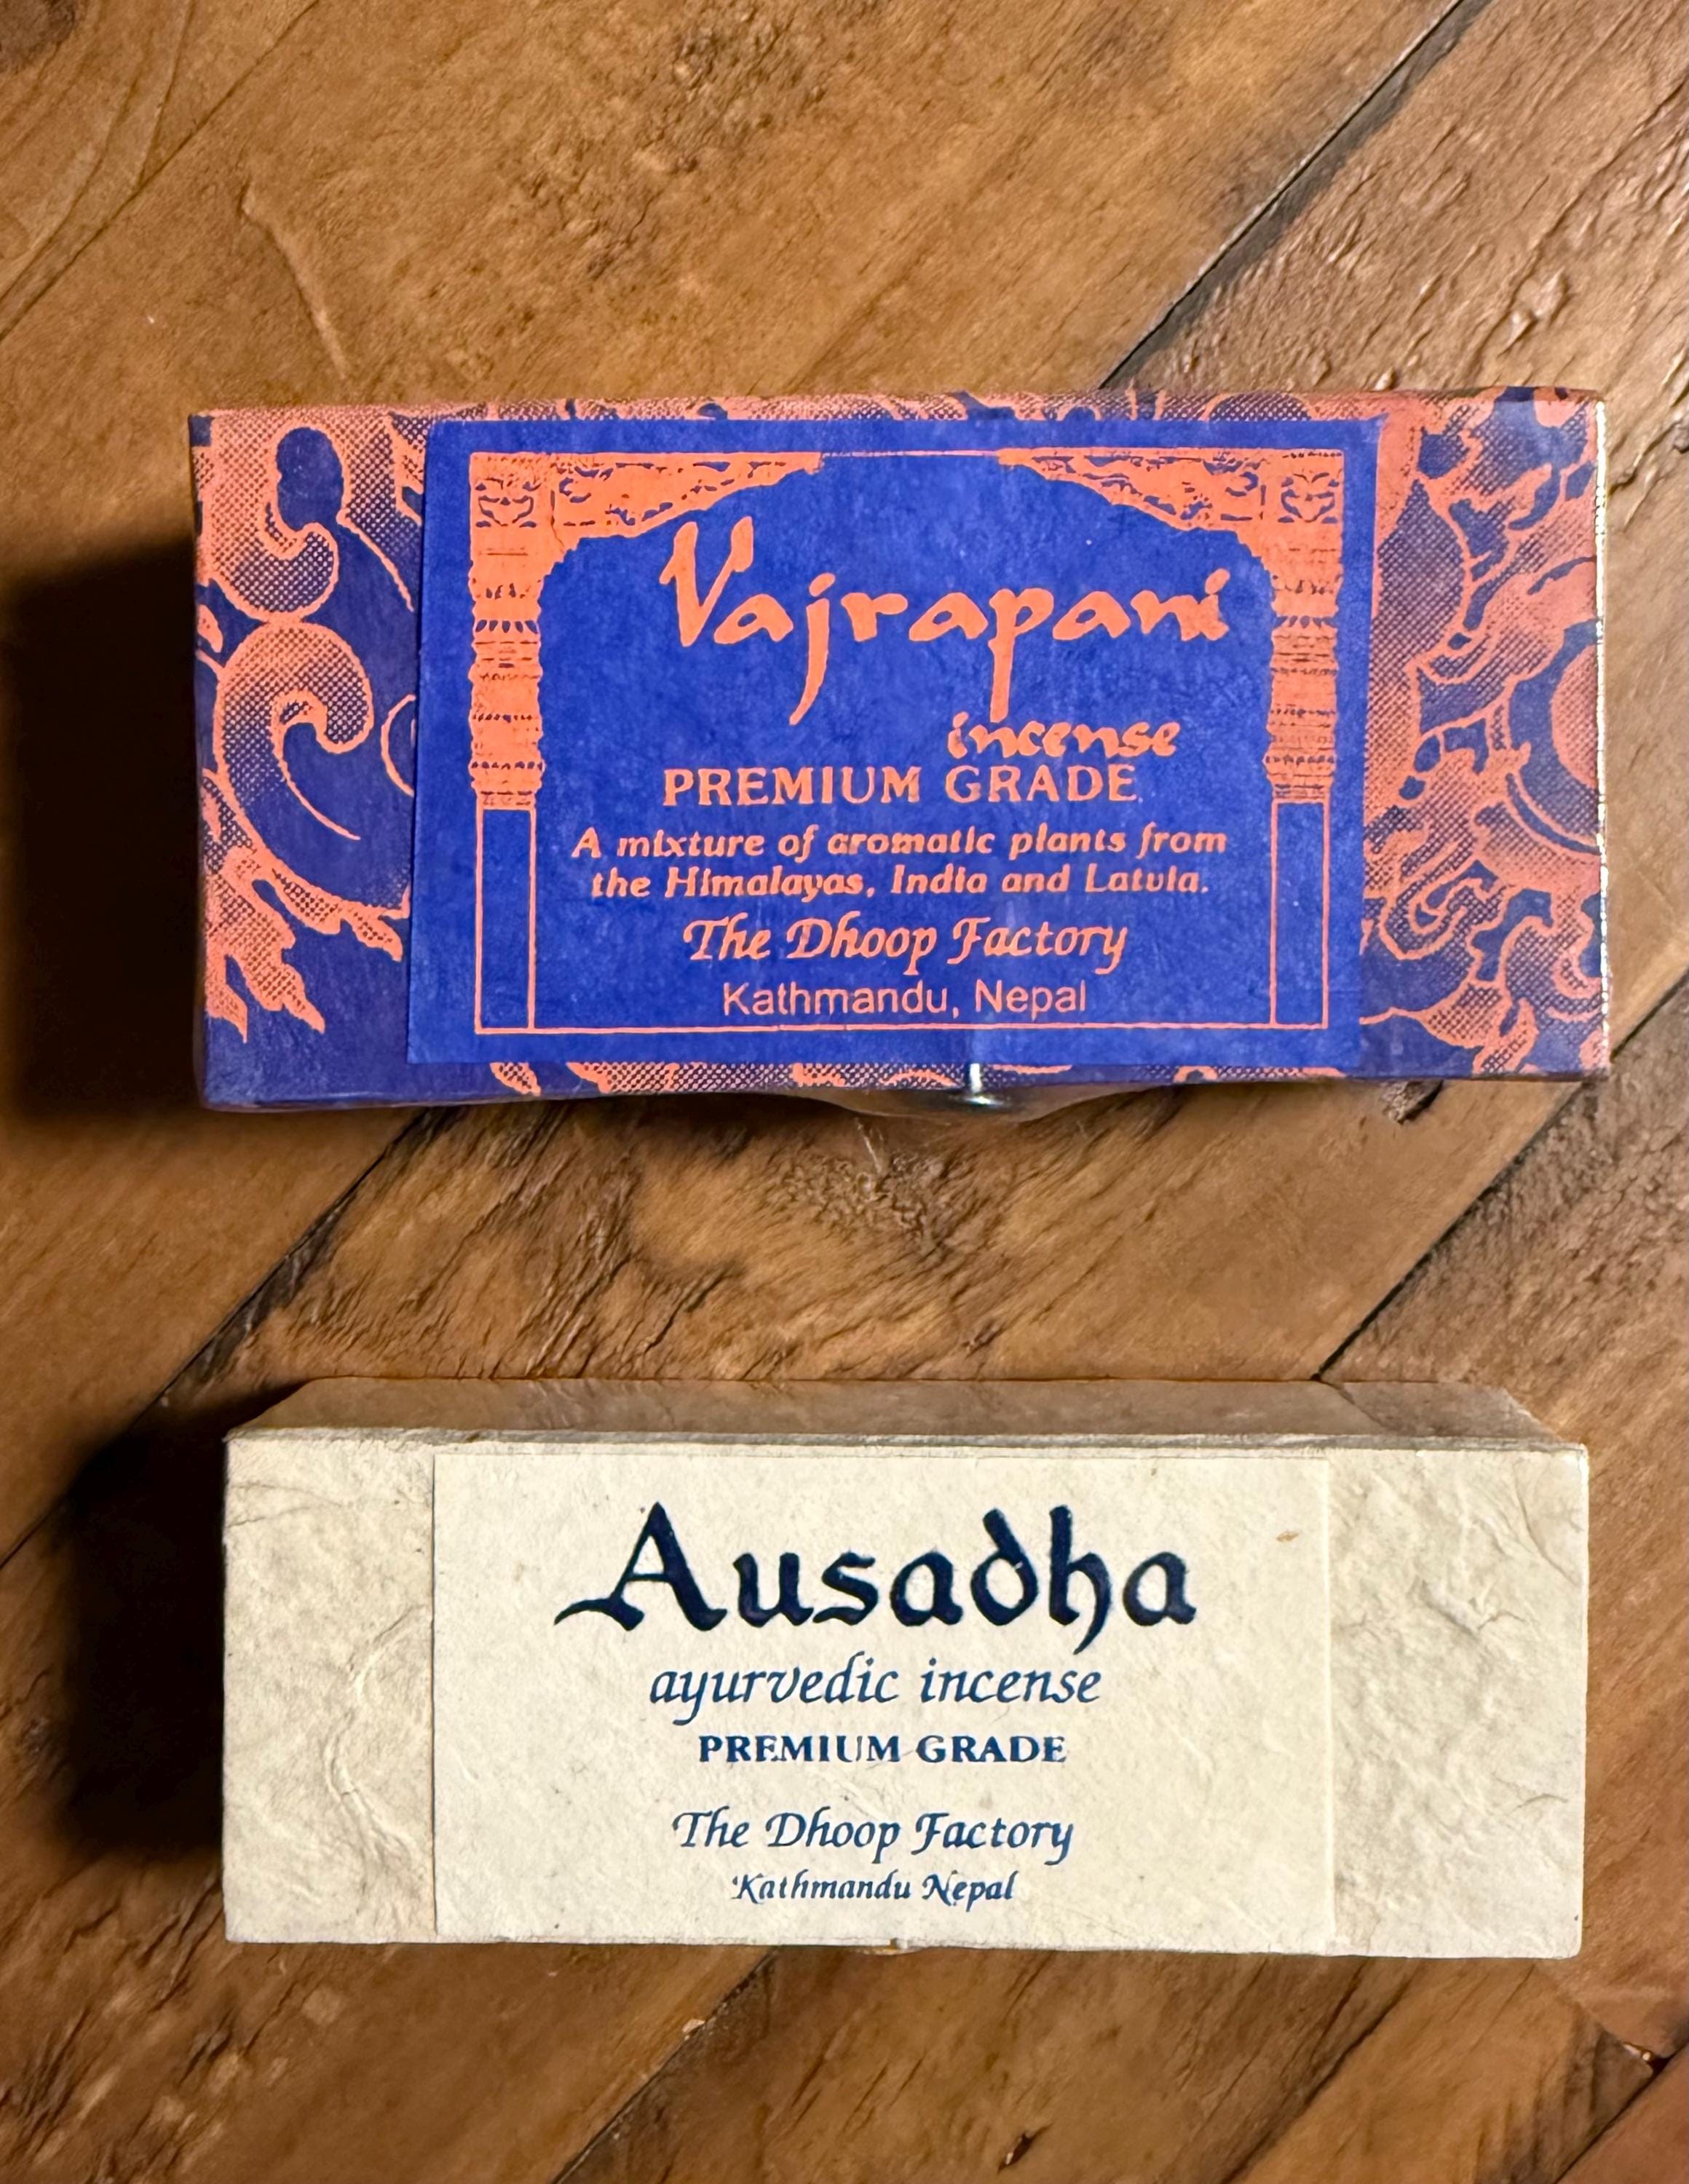 Vajrapani
incense
PREMIUM GRADE
A mixture of aromatic plants from
the Himalayas, India and Latvia.
The Dhoop Factory
Kathmandu, Nepal
Ausadha
ayurvedic incense
PREMIUM GRADE
The Dhoop Factory
Kathmandu Nepal